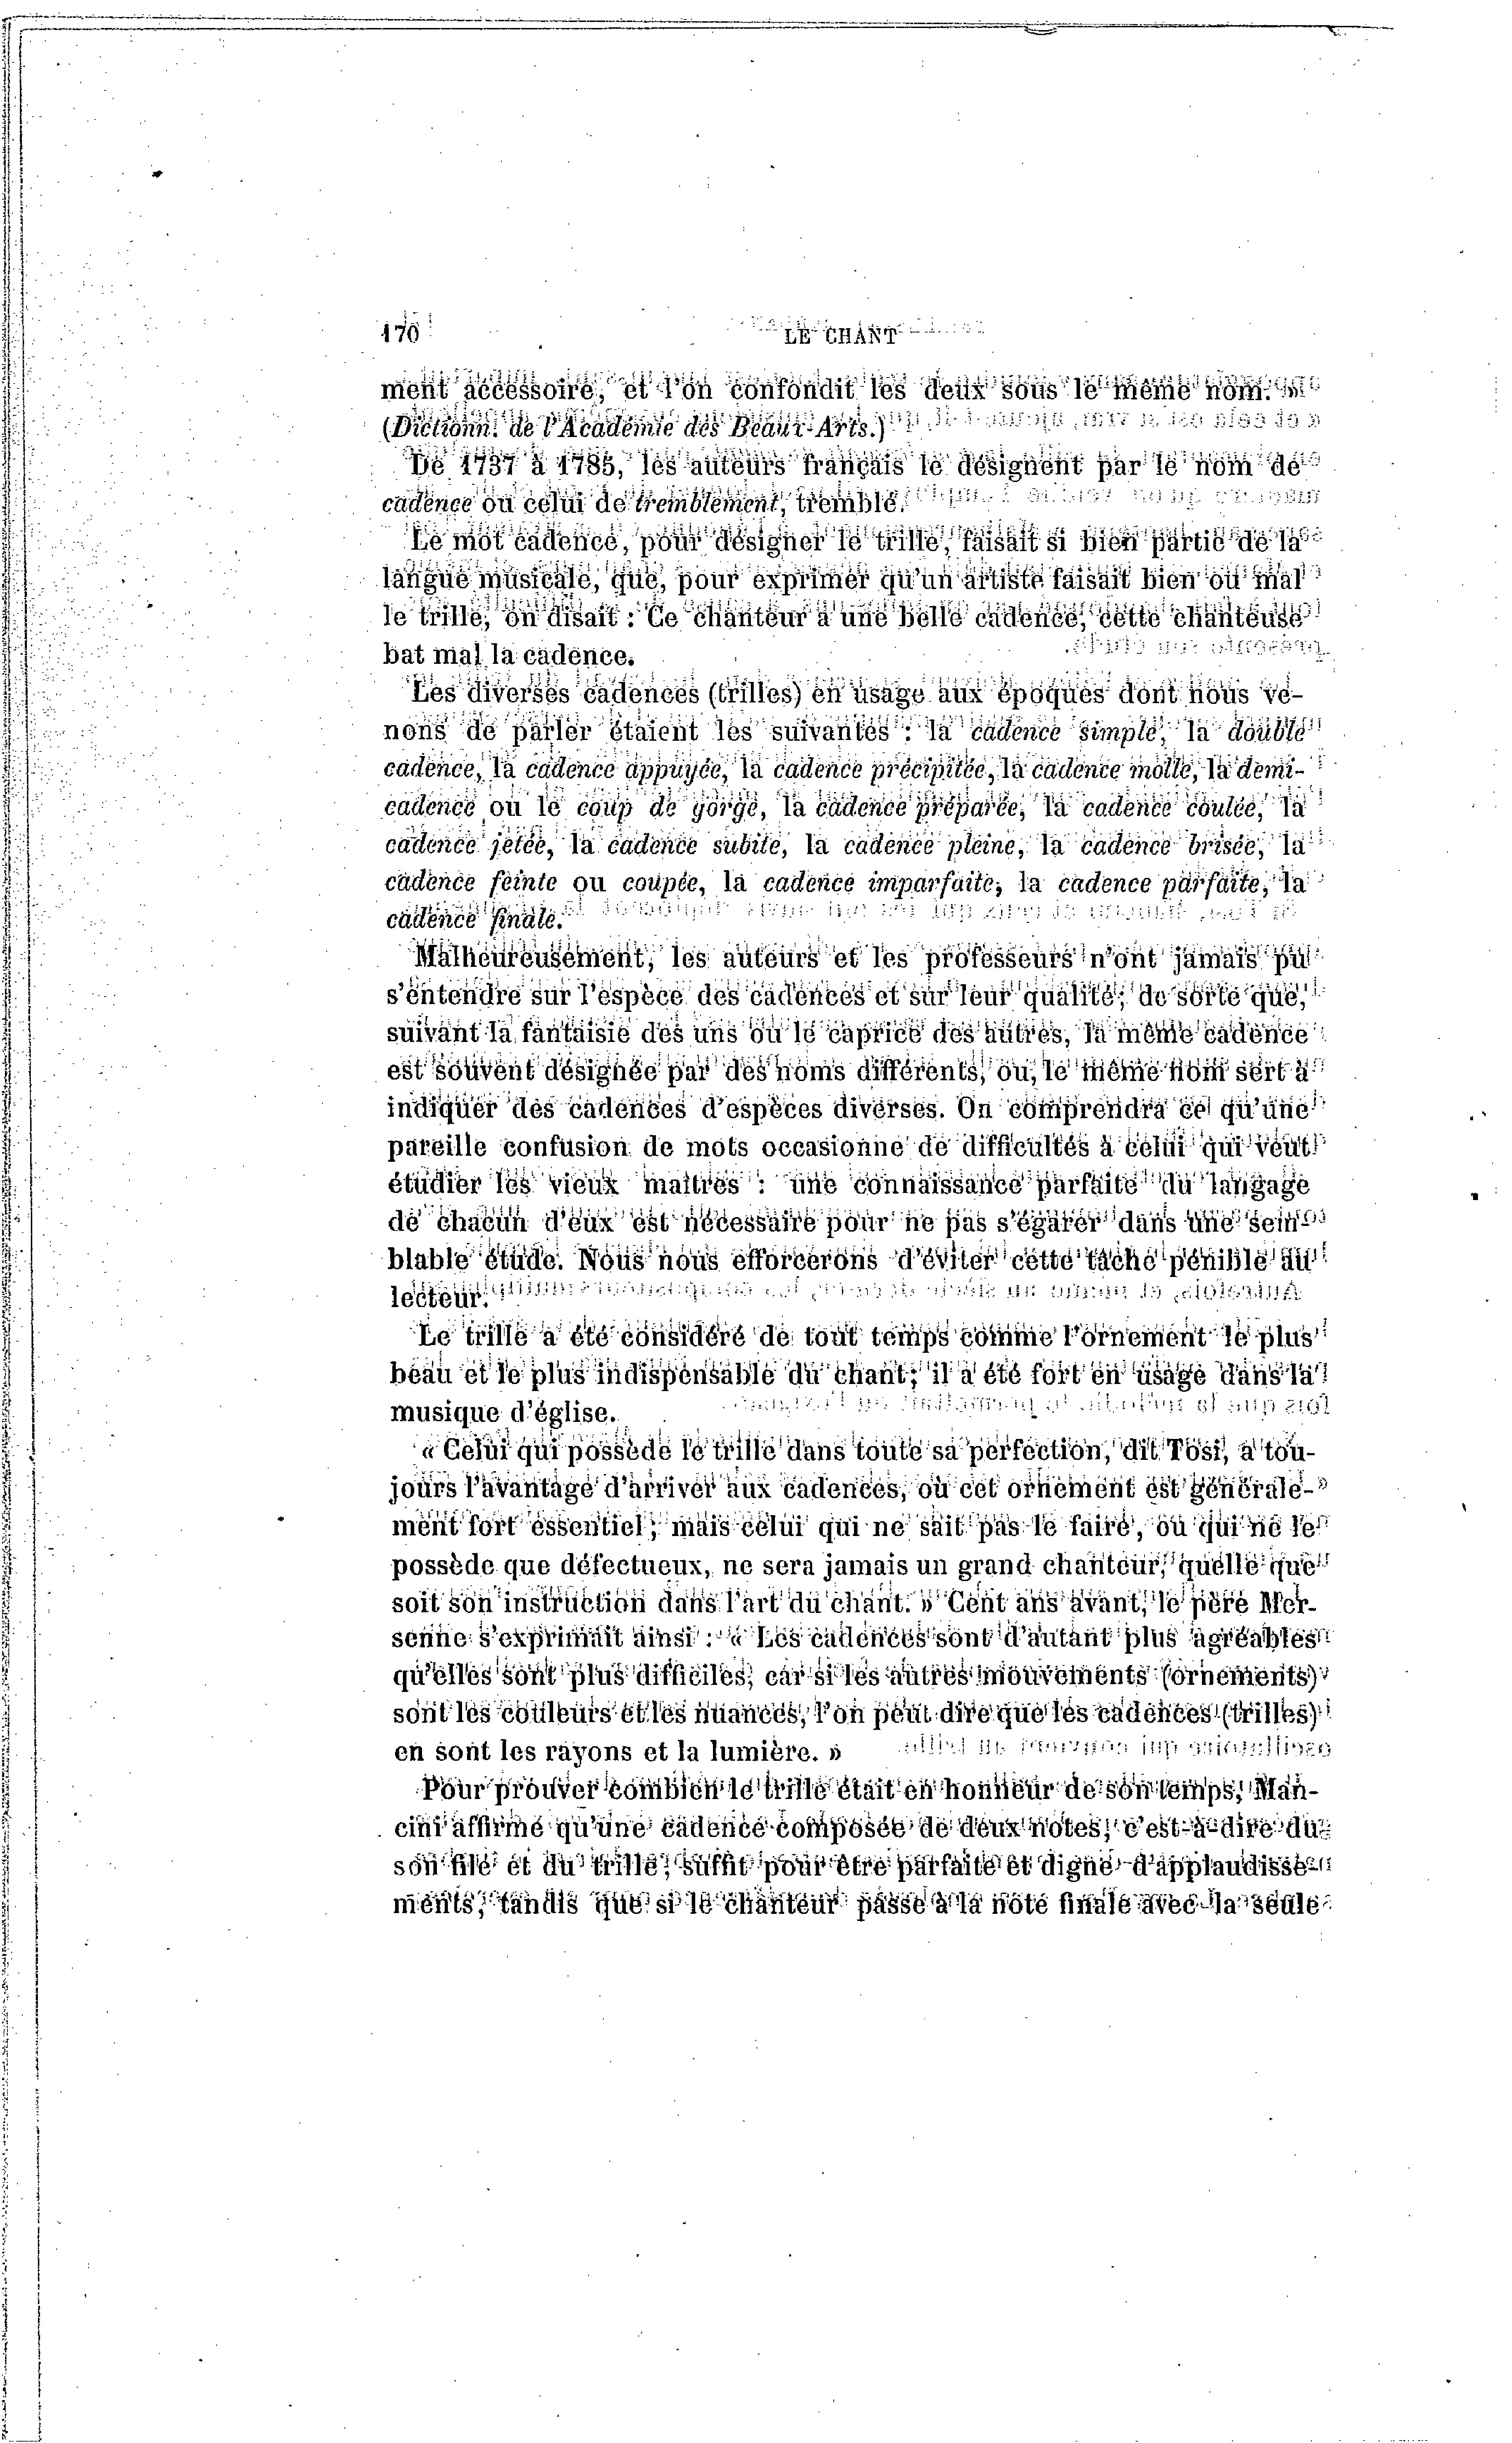 170 LE CHANT
ment accessoire, et l'on confondit les deux sous le même nom.
(Dictionn. de l'Académie des Beaux-Arts.)
De 1737 à 1785, les auteurs français le désignent par le nom de
cadence ou celui de tremblement, tremblé.
Le mot cadence, pour désigner le trille, faisait si bien partie de la
langue musicale, que, pour exprimer qu'un artiste faisait bien ou mal
le trille, on disait : Ce chanteur a une belle cadence, cette chanteuse
bat mal la cadence.
Les diverses cadences (trilles) en usage aux époques dont nous ve-
nons de parler étaient les suivantes : la cadence simple, la double
cadence, la cadence appuyée, la cadence précipitée, la cadence molle, la demi-
cadence ou le coup de gorge, la cadence préparée, la cadence coulée, la
cadence jetée, la cadence subite, la cadence pleine, la cadence brisée, la
cadence feinte ou coupée, la cadence imparfaite, la cadence parfaite, la
cadence finale.
Malheureusement, les auteurs et les professeurs n'ont jamais pu
s'entendre sur l'espèce des cadences et sur leur qualité; de sorte que,
suivant la fantaisie des uns ou le caprice des autres, la même cadence
est souvent désignée par des noms différents, ou, le même nom sert à
indiquer des cadences d'espèces diverses. On comprendra ce qu'une
pareille confusion de mots occasionne de difficultés à celui qui veut
étudier les vieux maîtres : une connaissance parfaite du langage
de chacun d'eux est nécessaire pour ne pas s'égarer dans une sem-
blable étude. Nous nous efforcerons d'éviter cette tâche pénible au
lecteur.
Le trille a été considéré de tout temps comme l'ornement le plus
beau et le plus indispensable du chant; il a été fort en usage dans la
musique d'église.
« Celui qui possède le trille dans toute sa perfection, dit Tosi, a tou-
jours l'avantage d'arriver aux cadences, où cet ornement est générale-
ment fort essentiel; mais celui qui ne sait pas le faire, ou qui ne le
possède que défectueux, ne sera jamais un grand chanteur, quelle que
soit son instruction dans l'art du chant. » Cent ans avant, le père Mer-
senne s'exprimait ainsi : « Les cadences sont d'autant plus agréables
qu'elles sont plus difficiles, car si les autres mouvements (ornements)
sont les couleurs et les nuances, l'on peut dire que les cadences (trilles)
en sont les rayons et la lumière. »
Pour prouver combien le trille était en honneur de son temps, Man-
cini affirme qu'une cadence composée de deux notes, c'est-à-dire du
son filé et du trille, suffit pour être parfaite et digne d'applaudisse-
ments, tandis que si le chanteur passe à la note finale avec la seule